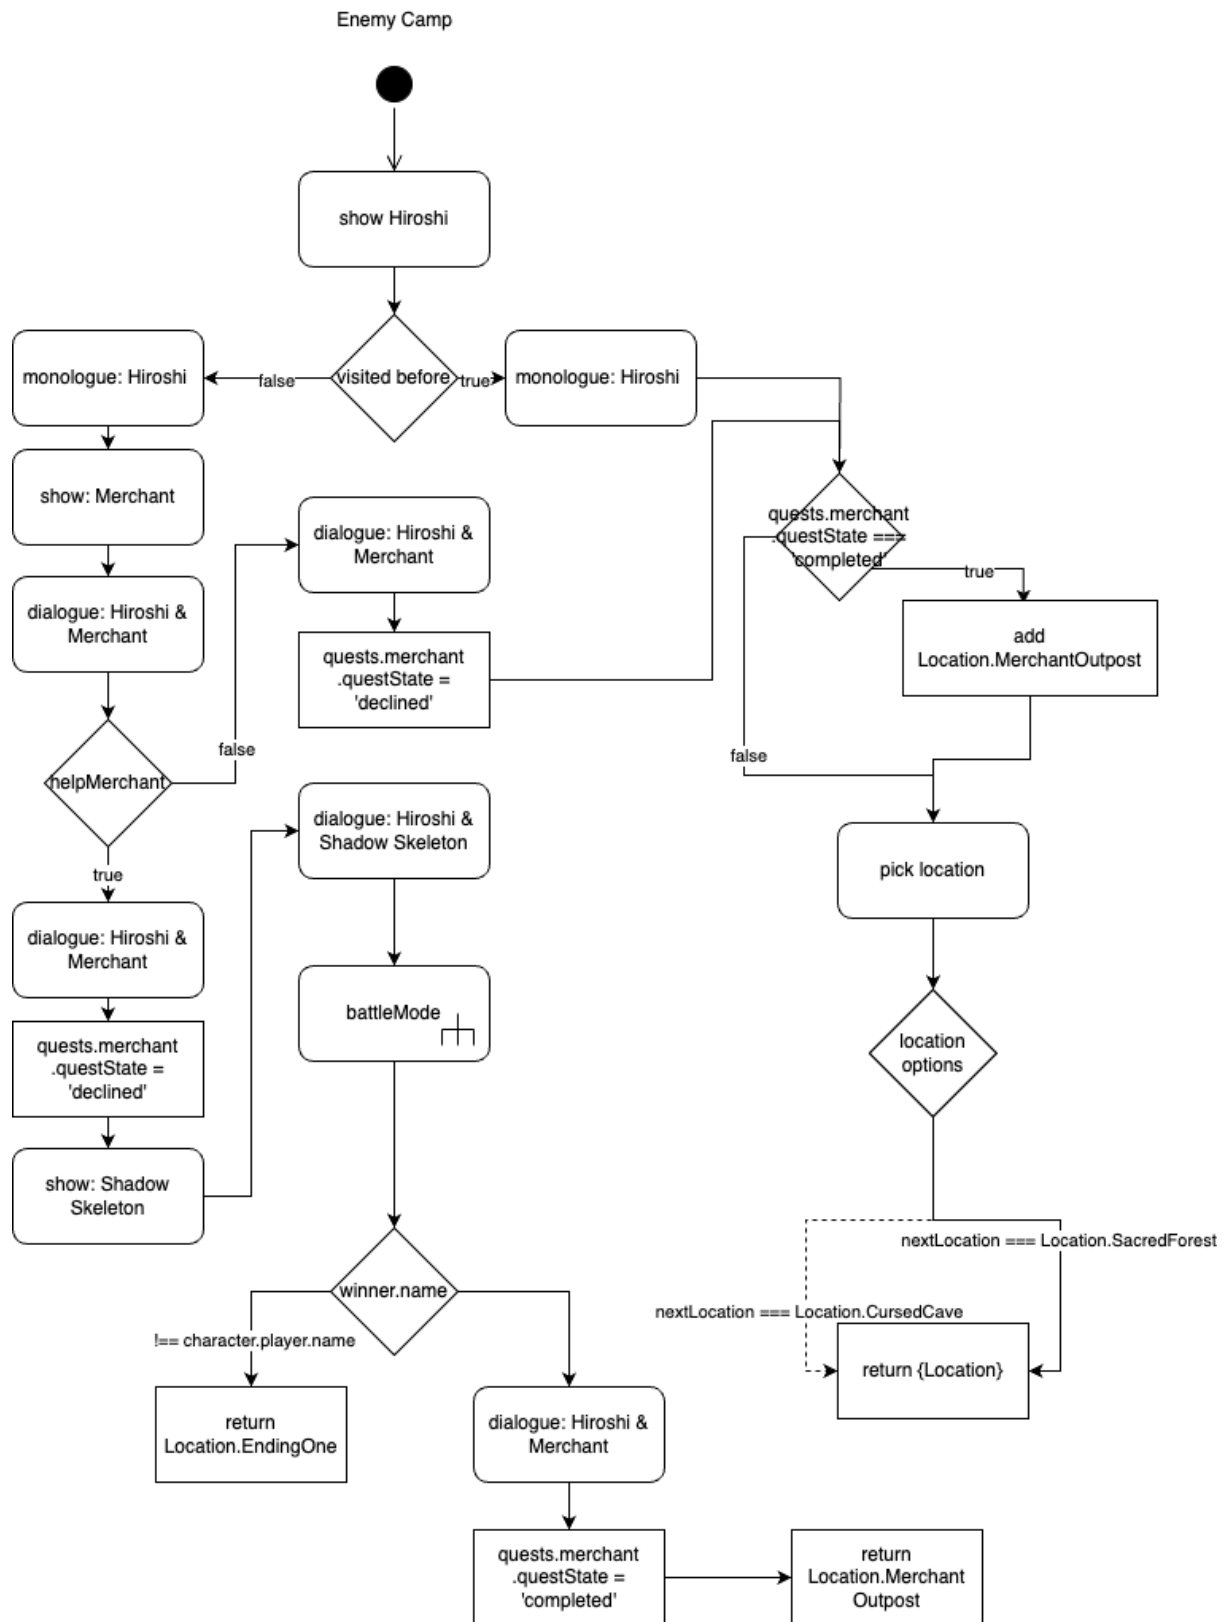 Enemy Camp
show Hiroshi
monologue: Hiroshi
false
visited before
true
monologue: Hiroshi
show: Merchant
dialogue: Hiroshi &
Merchant
quests.merchant
.questState ===
'completed'
true
dialogue: Hiroshi &
Merchant
add
Location.MerchantOutpost
quests.merchant
.questState =
'declined'
false
false
helpMerchant
dialogue: Hiroshi &
Shadow Skeleton
pick location
true
dialogue: Hiroshi &
Merchant
battleMode
location
options
quests.merchant
.questState =
'declined'
show: Shadow
Skeleton
nextLocation === Location.SacredForest
winner.name
nextLocation === Location.CursedCave
!== character.player.name
return {Location}
return
Location.EndingOne
dialogue: Hiroshi &
Merchant
quests.merchant
.questState =
'completed'
return
Location.Merchant
Outpost